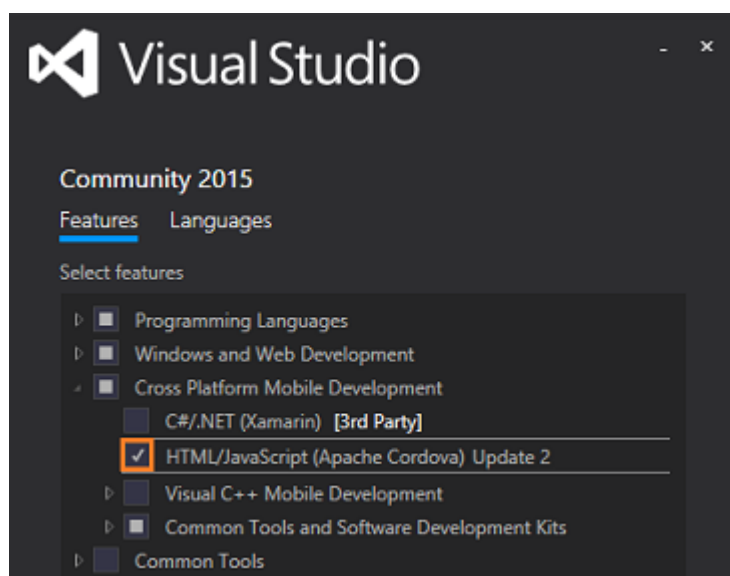 Visual Studio
Community 2015
Features Languages
Select features
Programming Languages
Windows and Web Development
Cross Platform Mobile Development
C#/.NET (Xamarin) [3rd Party]
HTML/JavaScript (Apache Cordova) Update 2
Visual C++ Mobile Development
Common Tools and Software Development Kits
Common Tools